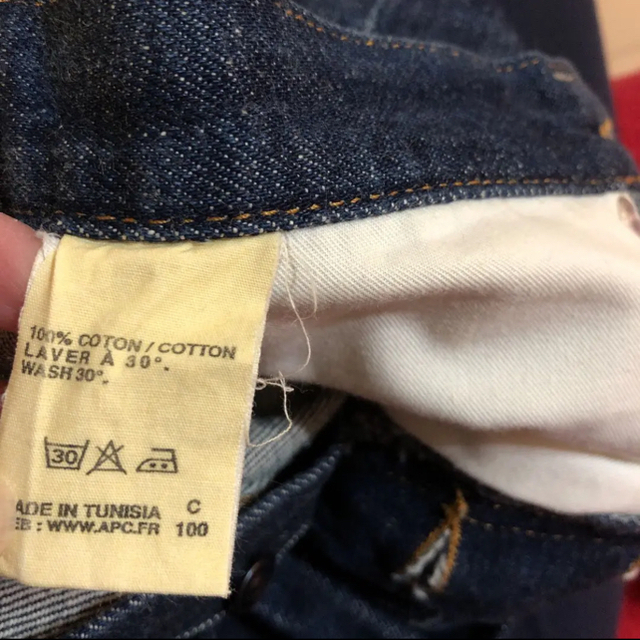 100% COTON / COTTON
LAVER À 30°.
WASH 30°.
30
ADE IN TUNISIA C
EB : WWW.APC.FR 100